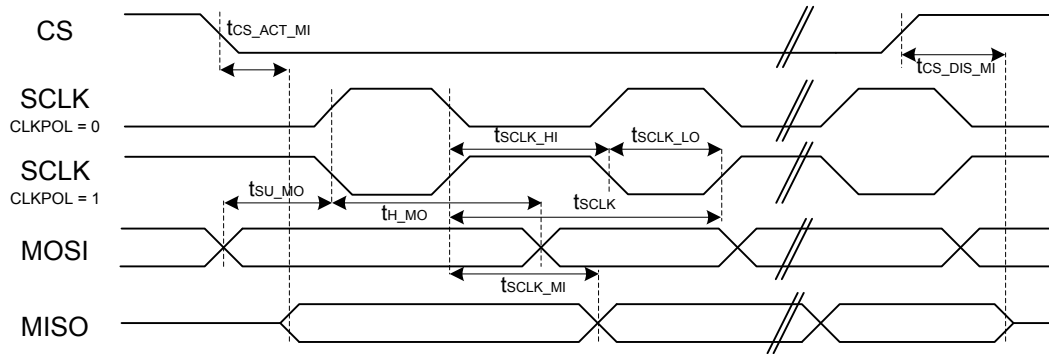 CS
tCS_ACT_MI
tCS_DIS_MI
SCLK
CLKPOL = 0
tSCLK_HI
tSCLK_LO
SCLK
CLKPOL = 1
tSU_MO
tH_MO
tSCLK
MOSI
tSCLK_MI
MISO